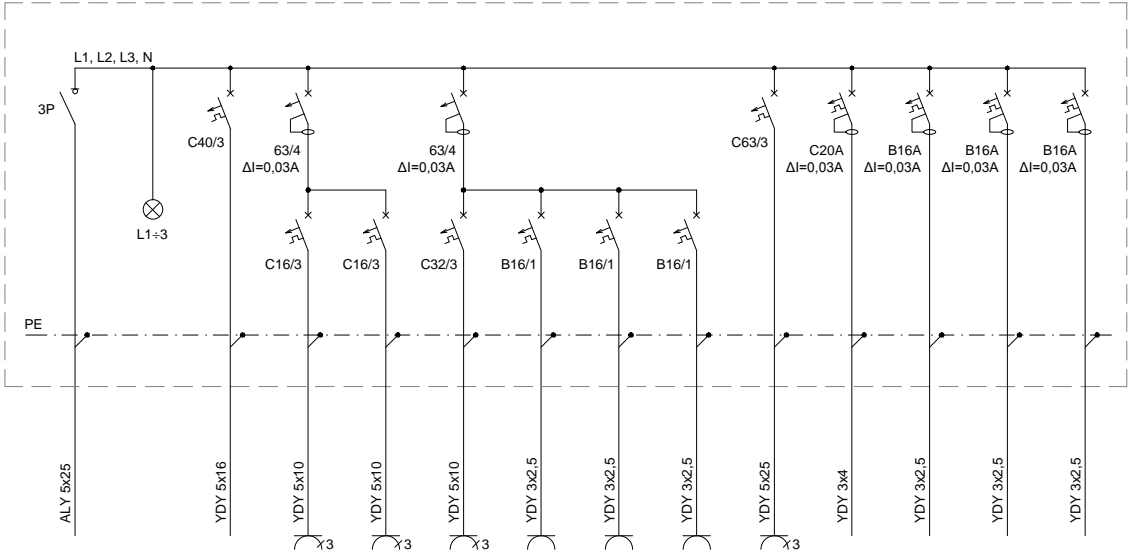 L1, L2, L3, N
3P
C40/3
63/4
ΔI=0,03A
63/4
ΔI=0,03A
C63/3
C20A
ΔI=0,03A
B16A
ΔI=0,03A
B16A
ΔI=0,03A
B16A
ΔI=0,03A
L1÷3
C16/3
C16/3
C32/3
B16/1
B16/1
B16/1
PE
ALY 5x25
YDY 5x16
YDY 5x10
YDY 5x10
YDY 5x10
YDY 3x2,5
YDY 3x2,5
YDY 3x2,5
YDY 5x25
YDY 3x4
YDY 3x2,5
YDY 3x2,5
YDY 3x2,5
3
3
3
3